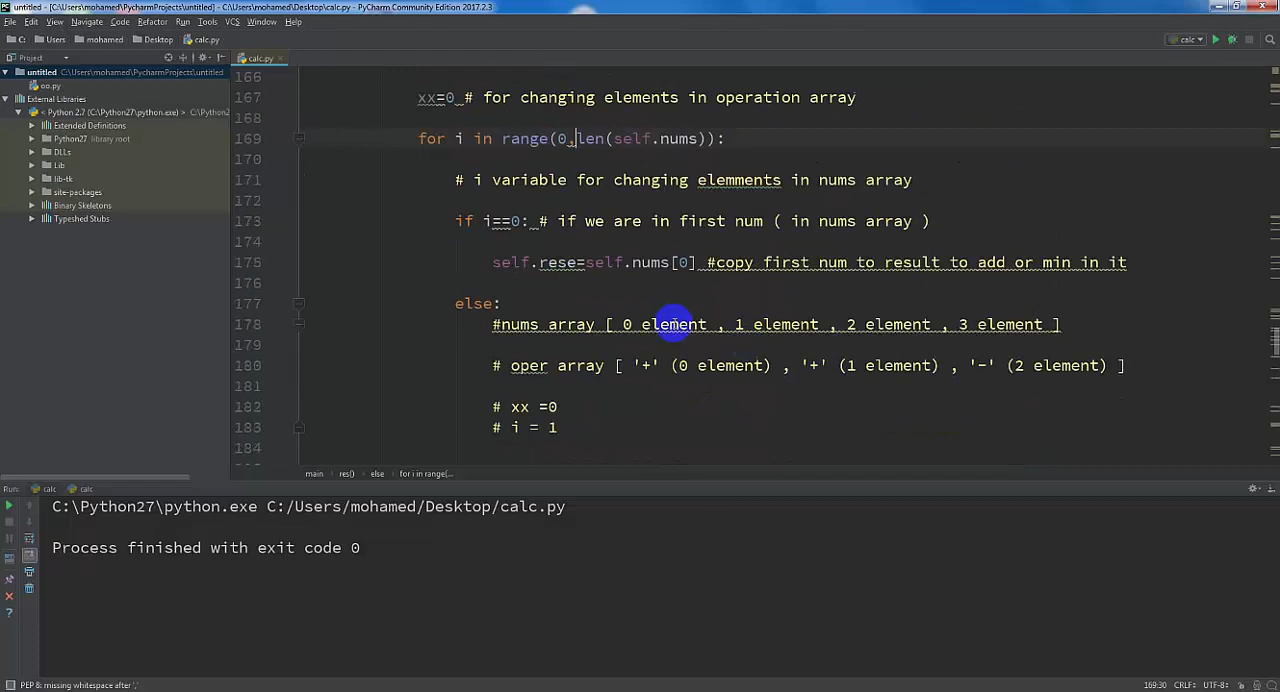 untitled - [C:\Users\mohamed\PycharmProjects\untitled] - C:\Users\mohamed\Desktop\calc.py - PyCharm Community Edition 2017.2.3
File Edit View Navigate Code Refactor Run Tools VCS Window Help
C: Users mohamed Desktop calc.py
calc
Project
calc.py
untitled C:\Users\mohamed\PycharmProjects\untitled
oo.py
External Libraries
< Python 2.7 (C:\Python27\python.exe) C:\Python2
Extended Definitions
Python27 library root
DLLs
Lib
lib-tk
site-packages
Binary Skeletons
Typeshed Stubs
166
167 xx=0 # for changing elements in operation array
168
169 for i in range(0,len(self.nums)):
170
171 # i variable for changing elemments in nums array
172
173 if i==0: # if we are in first num ( in nums array )
174
175 self.rese=self.nums[0] #copy first num to result to add or min in it
176
177 else:
178 #nums array [ 0 element , 1 element , 2 element , 3 element ]
179
180 # oper array [ '+' (0 element) , '+' (1 element) , '-' (2 element) ]
181
182 # xx =0
183 # i = 1
184
main res() else for i in range(...
Run: calc calc
C:\Python27\python.exe C:/Users/mohamed/Desktop/calc.py
Process finished with exit code 0
PEP 8: missing whitespace after ','
169:30 CRLF÷ UTF-8÷